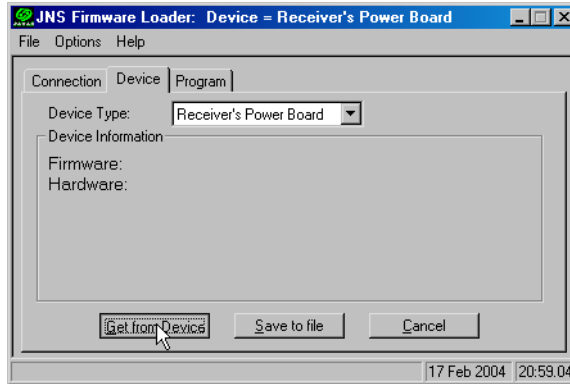 JNS Firmware Loader: Device = Receiver's Power Board
File Options Help
Connection Device Program
Device Type: Receiver's Power Board
Device Information
Firmware:
Hardware:
Get from Device Save to file Cancel
17 Feb 2004 20:59.04